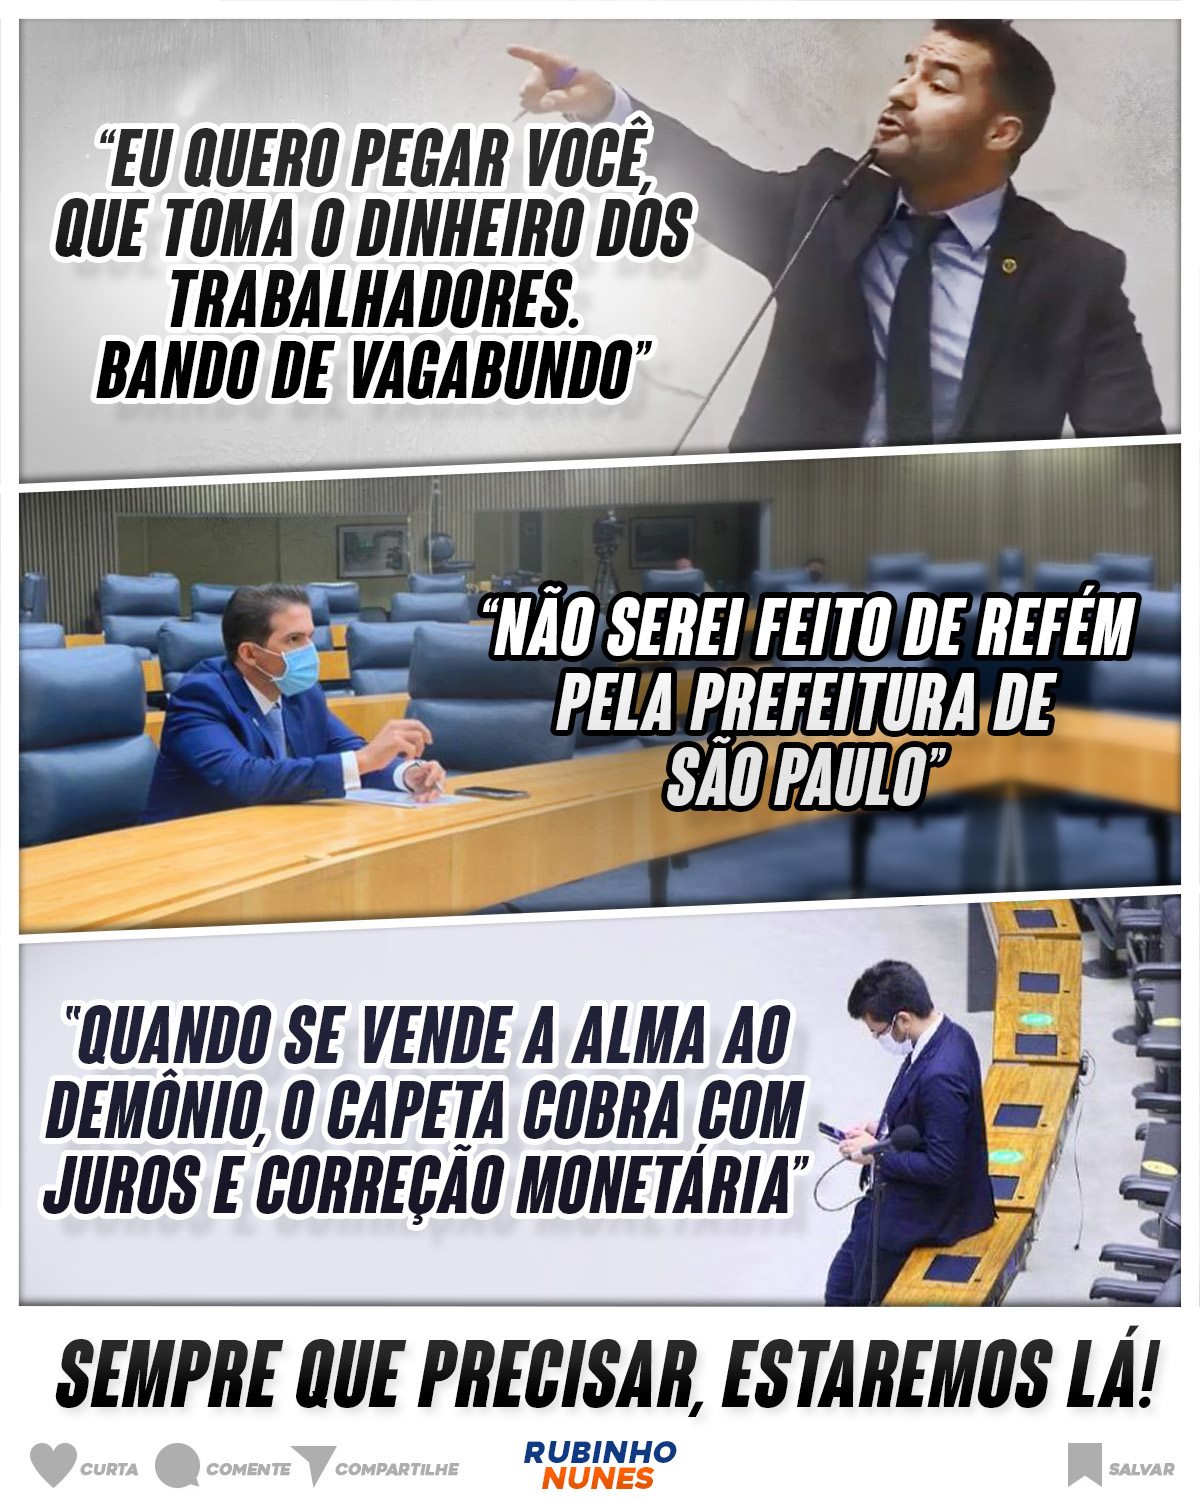 “EU QUERO PEGAR VOCÊ,
QUE TOMA O DINHEIRO DOS
TRABALHADORES.
BANDO DE VAGABUNDO”
“NÃO SEREI FEITO DE REFÉM
PELA PREFEITURA DE
SÃO PAULO”
“QUANDO SE VENDE A ALMA AO
DEMÔNIO, O CAPETA COBRA COM
JUROS E CORREÇÃO MONETÁRIA”
SEMPRE QUE PRECISAR, ESTAREMOS LÁ!
CURTA COMENTE COMPARTILHE
RUBINHO
NUNES
SALVAR